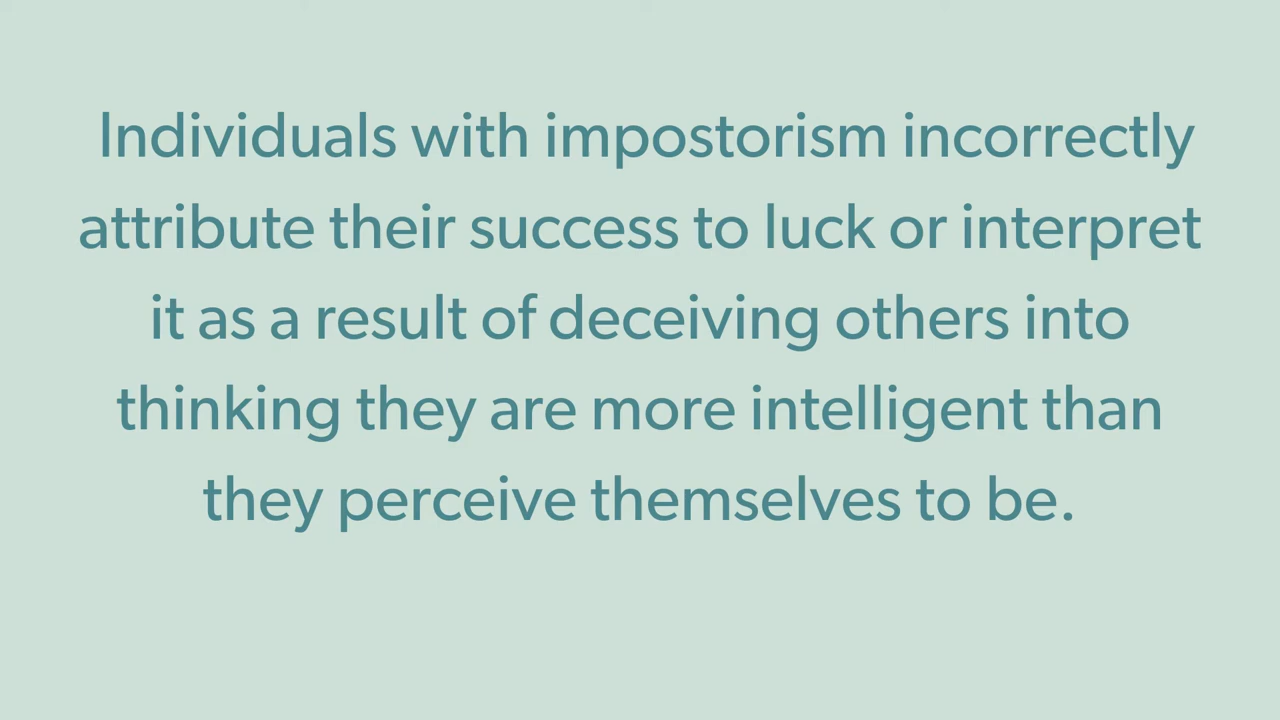 Individuals with impostorism incorrectly
attribute their success to luck or interpret
it as a result of deceiving others into
thinking they are more intelligent than
they perceive themselves to be.